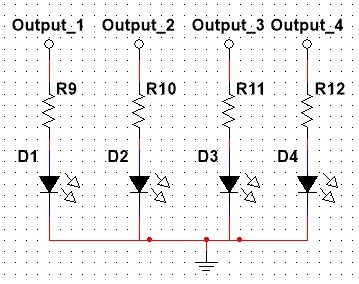 Output_1 Output_2 Output_3 Output_4
R9 R10 R11 R12
D1 D2 D3 D4